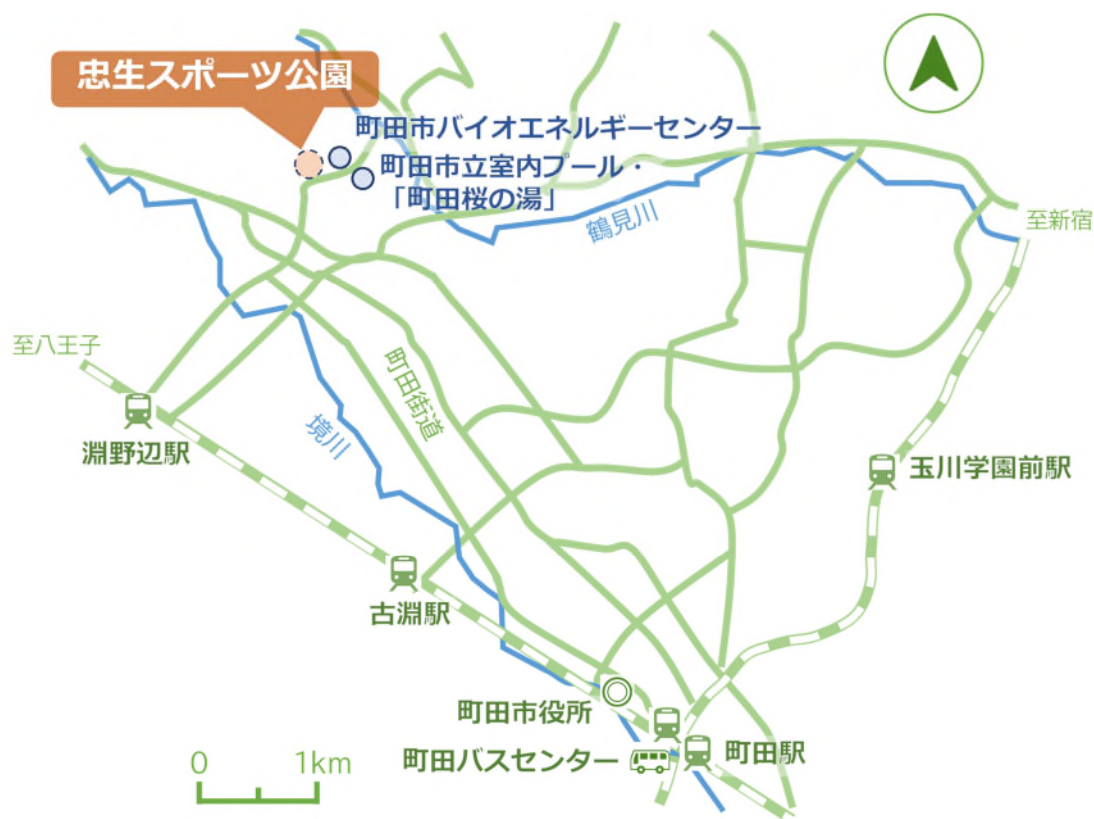 忠生スポーツ公園
町田市バイオエネルギーセンター
町田市立室内プール・
「町田桜の湯」
鶴見川
至新宿
至八王子
町田街道
境川
淵野辺駅
玉川学園前駅
古淵駅
町田市役所
町田バスセンター
町田駅
0 1km